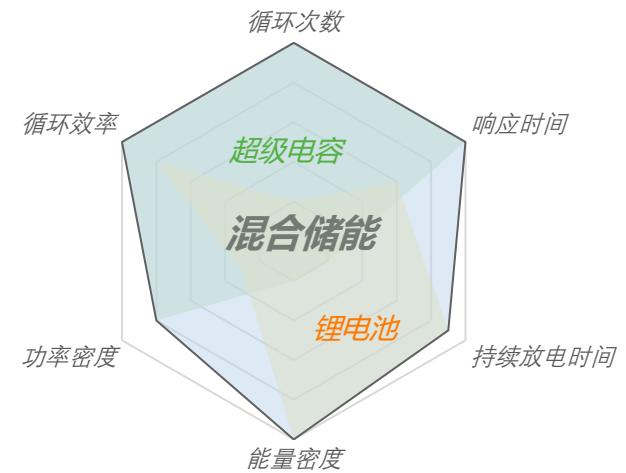 循环次数
循环效率
响应时间
超级电容
混合储能
锂电池
功率密度
持续放电时间
能量密度